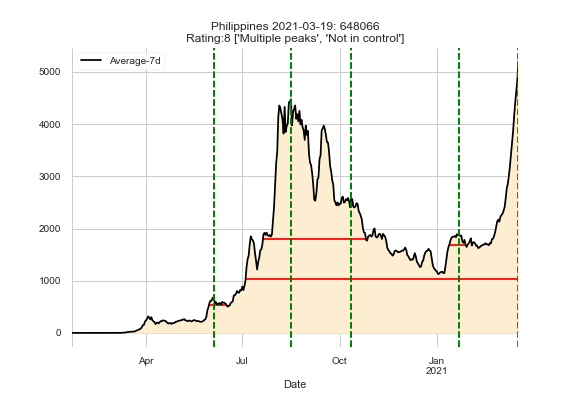 Philippines 2021-03-19: 648066
Rating:8 ['Multiple peaks', 'Not in control']
Average-7d
5000
4000
3000
2000
1000
0
Apr
Jul
Oct
Jan
2021
Date